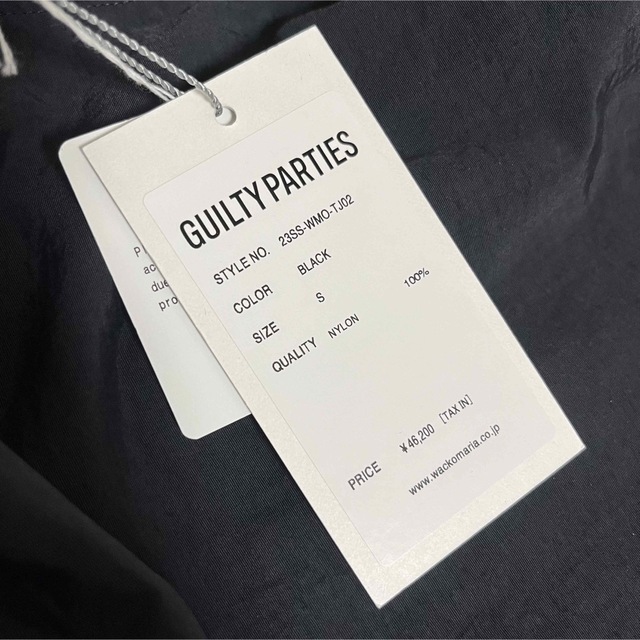 GUILTY PARTIES
STYLE NO. 23SS-WMO-TJ02
COLOR BLACK
SIZE S
QUALITY NYLON 100%
PRICE ¥46,200 [TAX IN]
www.wackomaria.co.jp